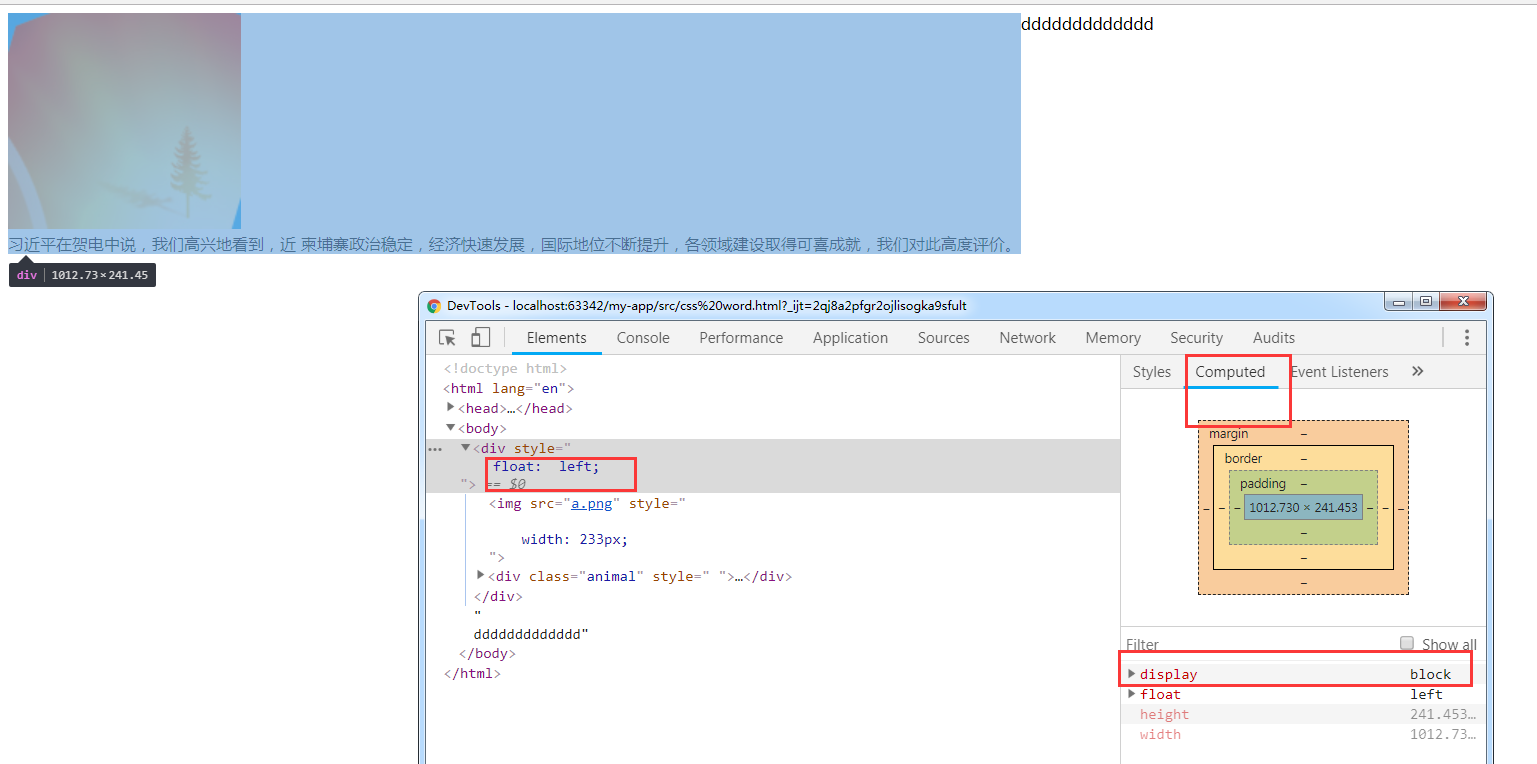 ddddddddddddd
习近平在贺电中说，我们高兴地看到，近 柬埔寨政治稳定，经济快速发展，国际地位不断提升，各领域建设取得可喜成就，我们对此高度评价。
div 1012.73×241.45
DevTools - localhost:63342/my-app/src/css%20word.html?_ijt=2qj8a2pfgr2ojlisogka9sfult
Elements Console Performance Application Sources Network Memory Security Audits
<!doctype html>
<html lang="en">
<head>…</head>
<body>
<div style="
float: left;
"> == $0
<img src="a.png" style="
width: 233px;
">
<div class="animal" style=" ">…</div>
</div>
"
ddddddddddddd"
</body>
</html>
Styles Computed Event Listeners »
margin –
border –
padding –
– – – 1012.730 × 241.453 – – –
–
–
–
Filter Show all
display block
float left
height 241.453…
width 1012.73…